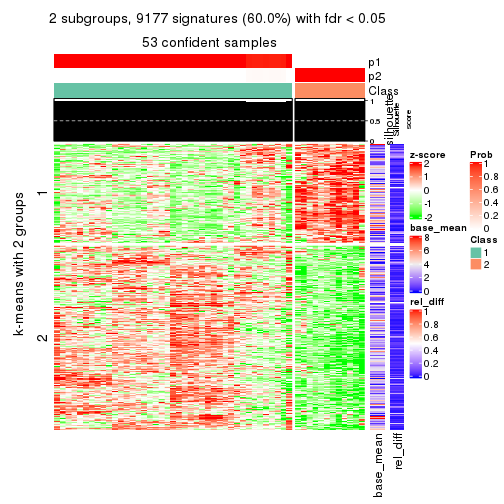 2 subgroups, 9177 signatures (60.0%) with fdr < 0.05
53 confident samples
p1
p2
Class
1
0.5
0
silhouette
Silhouette
score
k-means with 2 groups
1
2
z-score
2
1
0
-1
-2
base_mean
8
6
4
2
0
rel_diff
1
0.8
0.6
0.4
0.2
0
Prob
1
0.8
0.6
0.4
0.2
0
Class
1
2
base_mean
rel_diff